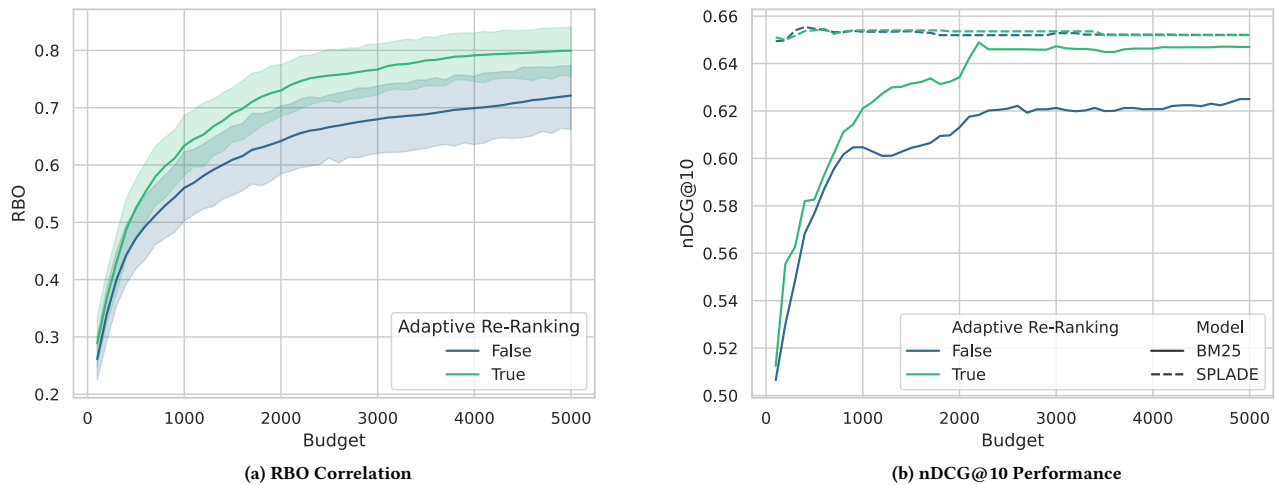 0.8
0.7
0.6
0.5
0.4
0.3
0.2
RBO
0 1000 2000 3000 4000 5000
Budget
Adaptive Re-Ranking
False
True
(a) RBO Correlation
0.66
0.64
0.62
0.60
0.58
0.56
0.54
0.52
0.50
nDCG@10
0 1000 2000 3000 4000 5000
Budget
Adaptive Re-Ranking
False
True
Model
BM25
SPLADE
(b) nDCG@10 Performance